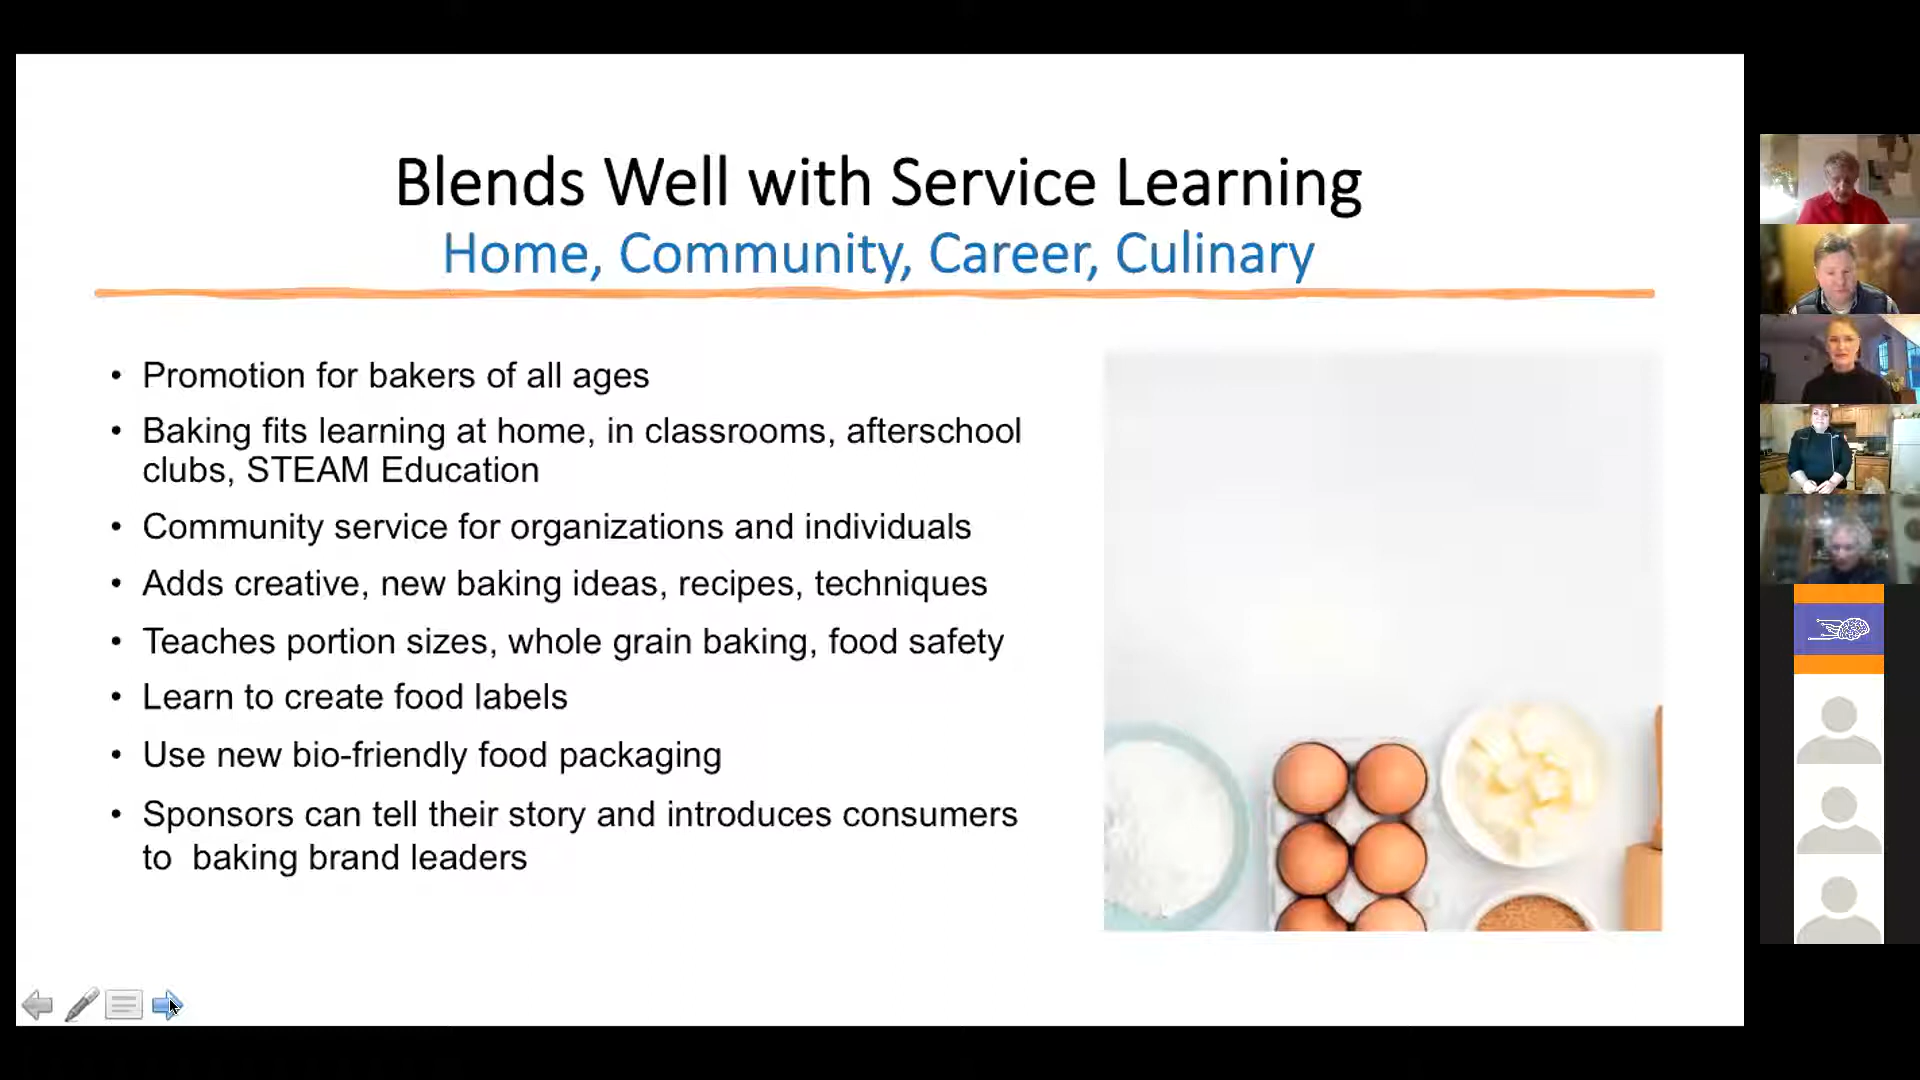 Blends Well with Service Learning
Home, Community, Career, Culinary
• Promotion for bakers of all ages
• Baking fits learning at home, in classrooms, afterschool
clubs, STEAM Education
• Community service for organizations and individuals
• Adds creative, new baking ideas, recipes, techniques
• Teaches portion sizes, whole grain baking, food safety
• Learn to create food labels
• Use new bio-friendly food packaging
• Sponsors can tell their story and introduces consumers
to  baking brand leaders